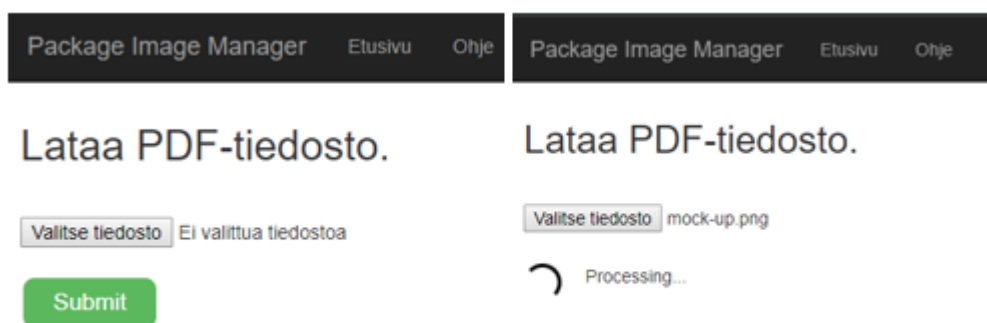 Package Image Manager Etusivu Ohje
Lataa PDF-tiedosto.
Valitse tiedosto Ei valittua tiedostoa
Submit
Package Image Manager Etusivu Ohje
Lataa PDF-tiedosto.
Valitse tiedosto mock-up.png
Processing...